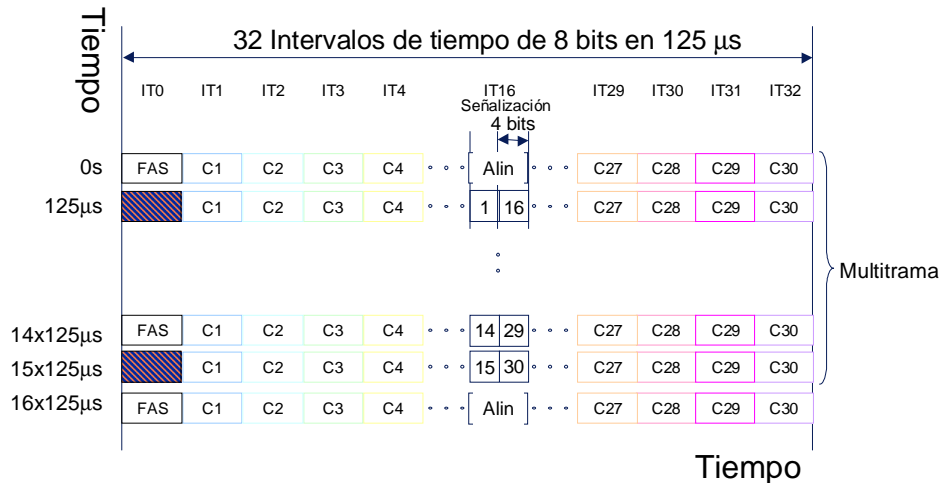 Tiempo
32 Intervalos de tiempo de 8 bits en 125 μs
IT0 IT1 IT2 IT3 IT4 IT16 IT29 IT30 IT31 IT32
Señalización
4 bits
0s FAS C1 C2 C3 C4 Alin C27 C28 C29 C30
125μs C1 C2 C3 C4 1 16 C27 C28 C29 C30
Multitrama
14x125μs FAS C1 C2 C3 C4 14 29 C27 C28 C29 C30
15x125μs C1 C2 C3 C4 15 30 C27 C28 C29 C30
16x125μs FAS C1 C2 C3 C4 Alin C27 C28 C29 C30
Tiempo